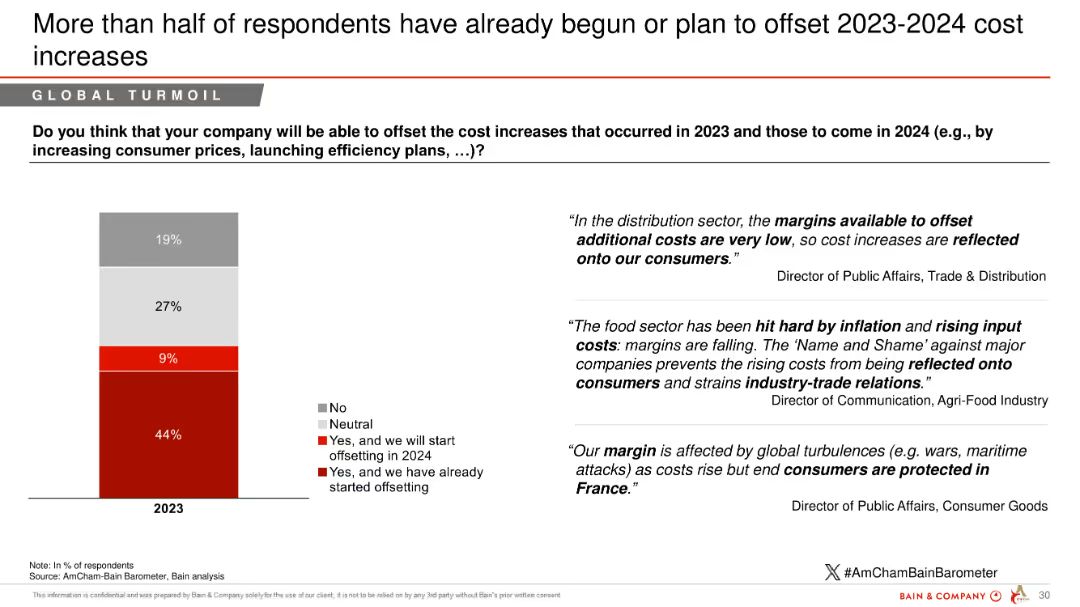 More than half of respondents have already begun or plan to offset 2023-2024 cost
increases
GLOBAL TURMOIL
Do you think that your company will be able to offset the cost increases that occurred in 2023 and those to come in 2024 (e.g., by
increasing consumer prices, launching efficiency plans, …)?
19%
27%
9%
44%
2023
No
Neutral
Yes, and we will start
offsetting in 2024
Yes, and we have already
started offsetting
“In the distribution sector, the margins available to offset
additional costs are very low, so cost increases are reflected
onto our consumers.”
Director of Public Affairs, Trade & Distribution
“The food sector has been hit hard by inflation and rising input
costs: margins are falling. The ‘Name and Shame’ against major
companies prevents the rising costs from being reflected onto
consumers and strains industry-trade relations.”
Director of Communication, Agri-Food Industry
“Our margin is affected by global turbulences (e.g. wars, maritime
attacks) as costs rise but end consumers are protected in
France.”
Director of Public Affairs, Consumer Goods
Note: In % of respondents
Source: AmCham-Bain Barometer, Bain analysis
#AmChamBainBarometer
This information is confidential and was prepared by Bain & Company solely for the use of our client; it is not to be relied on by any 3rd party without Bain's prior written consent
BAIN & COMPANY
30